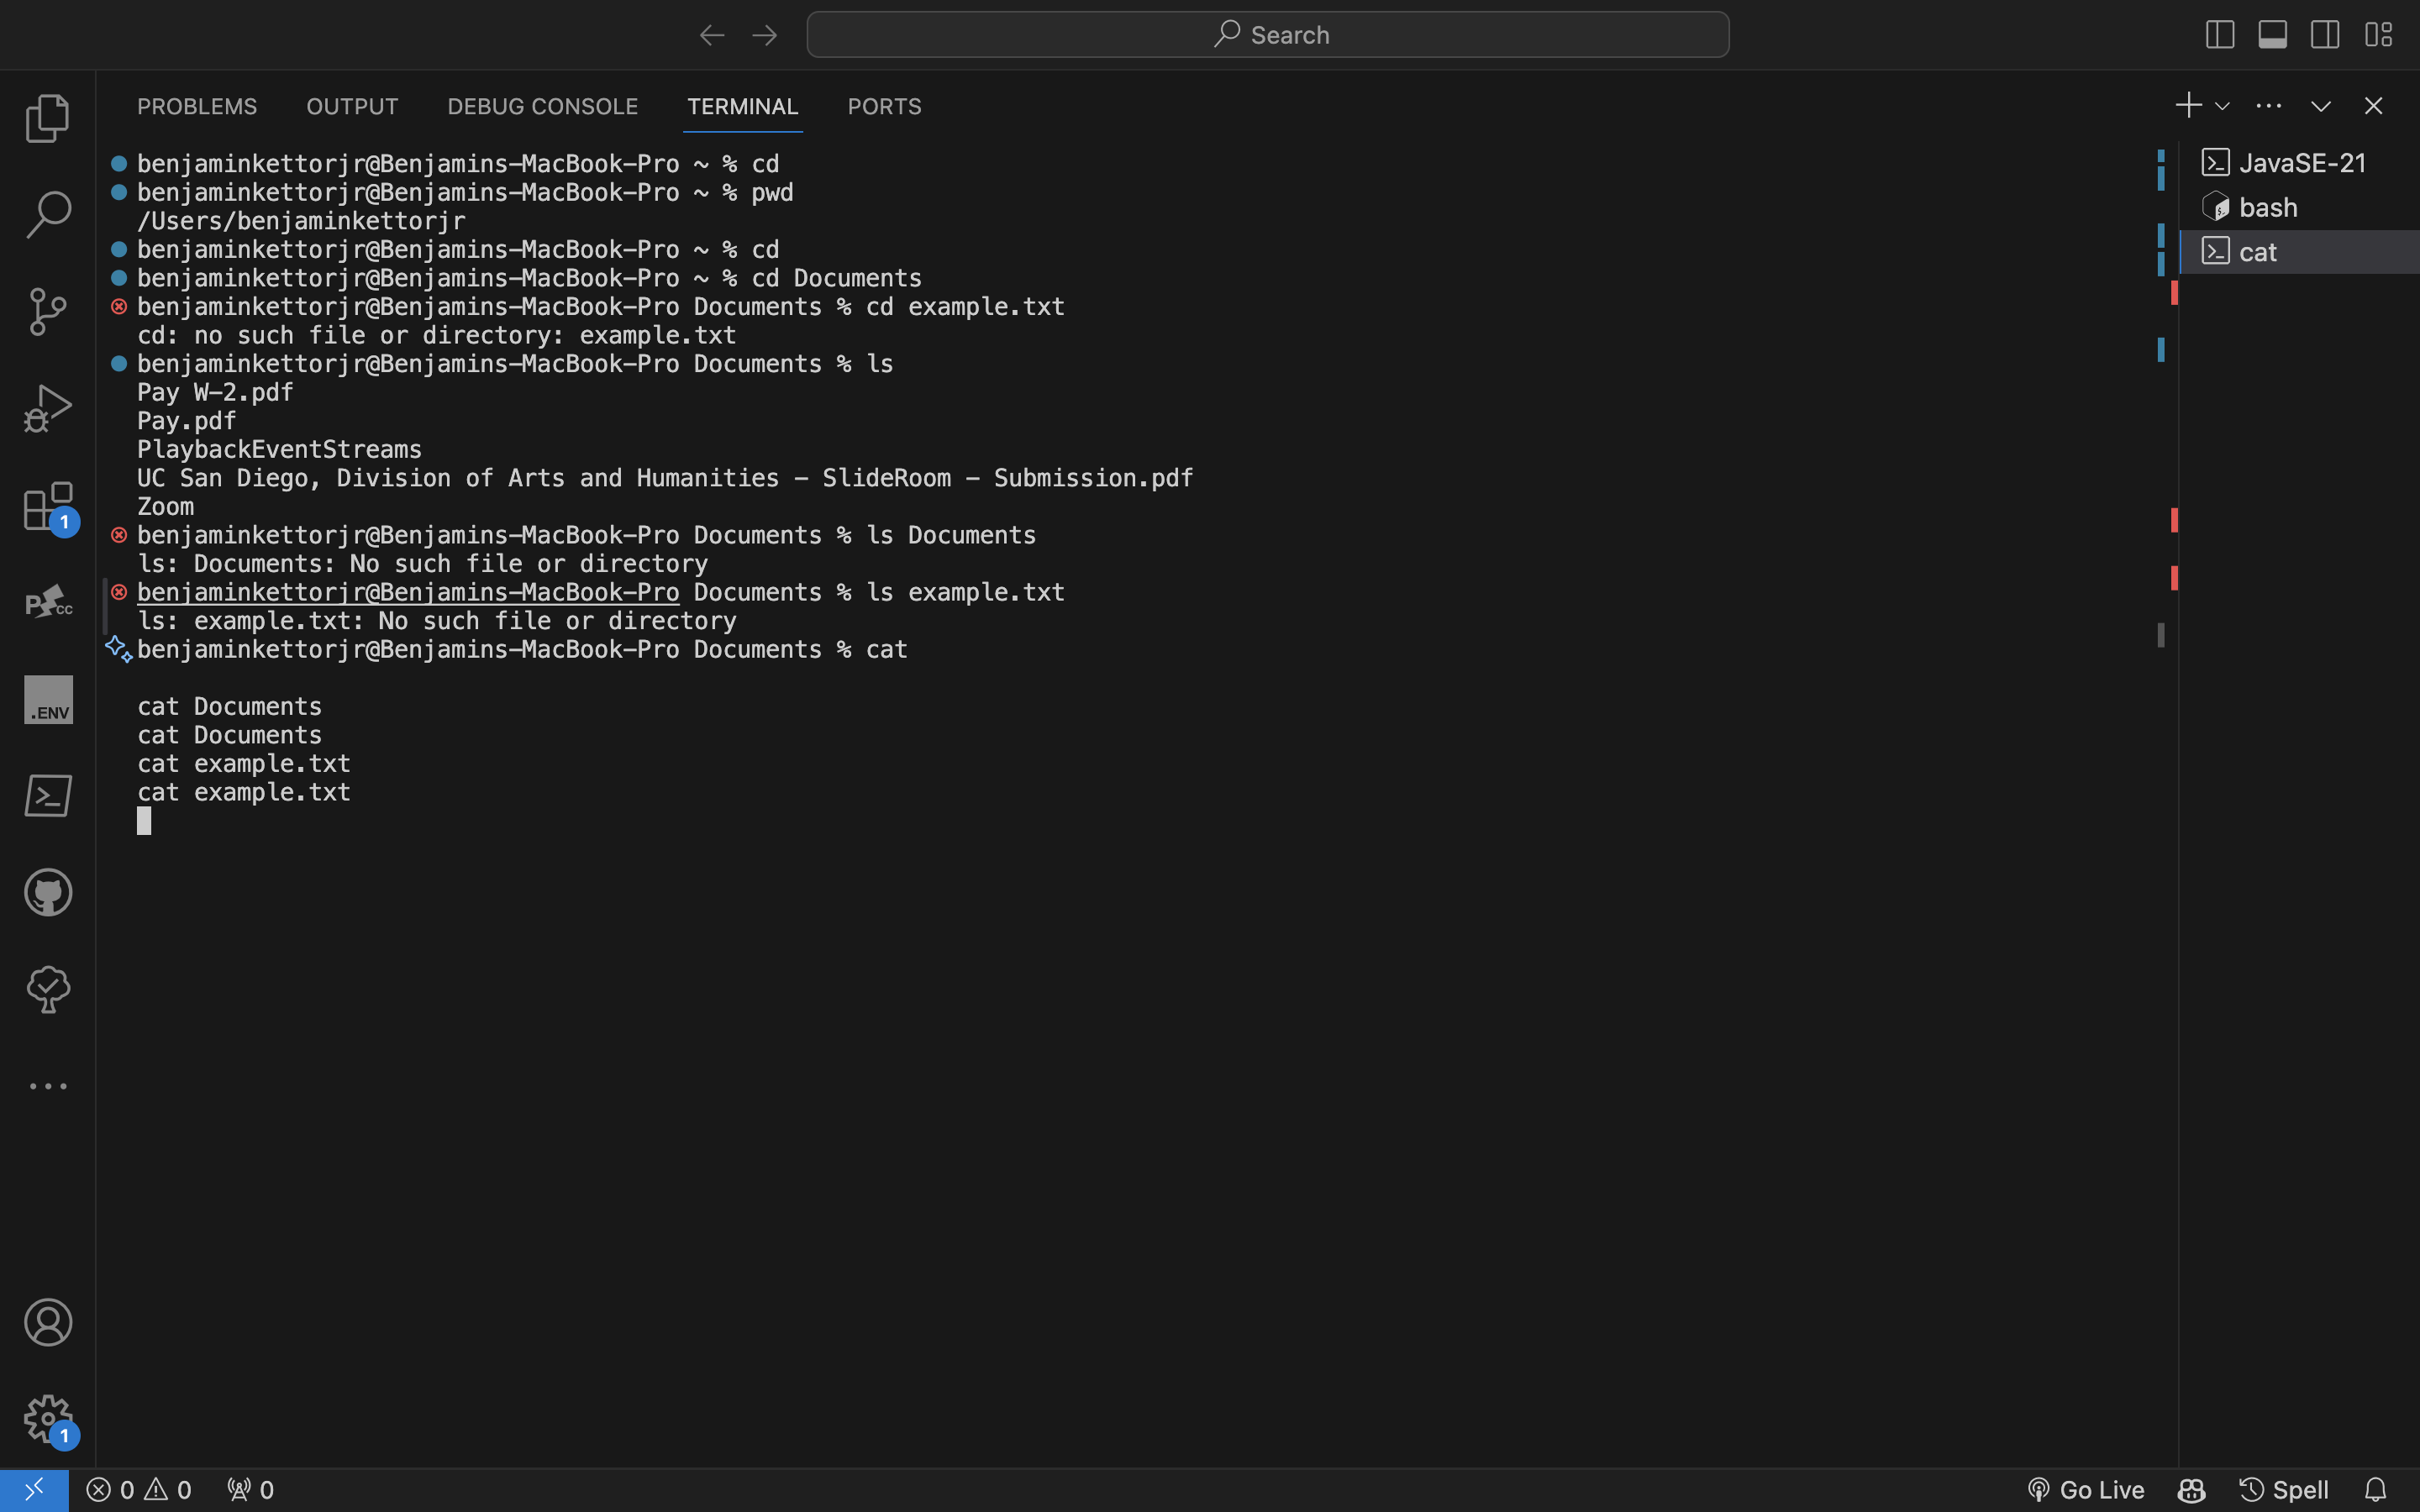 Search
PROBLEMS OUTPUT DEBUG CONSOLE TERMINAL PORTS
benjaminkettorjr@Benjamins-MacBook-Pro ~ % cd
benjaminkettorjr@Benjamins-MacBook-Pro ~ % pwd
/Users/benjaminkettorjr
benjaminkettorjr@Benjamins-MacBook-Pro ~ % cd
benjaminkettorjr@Benjamins-MacBook-Pro ~ % cd Documents
benjaminkettorjr@Benjamins-MacBook-Pro Documents % cd example.txt
cd: no such file or directory: example.txt
benjaminkettorjr@Benjamins-MacBook-Pro Documents % ls
Pay W-2.pdf
Pay.pdf
PlaybackEventStreams
UC San Diego, Division of Arts and Humanities - SlideRoom - Submission.pdf
Zoom
benjaminkettorjr@Benjamins-MacBook-Pro Documents % ls Documents
ls: Documents: No such file or directory
benjaminkettorjr@Benjamins-MacBook-Pro Documents % ls example.txt
ls: example.txt: No such file or directory
benjaminkettorjr@Benjamins-MacBook-Pro Documents % cat
cat Documents
cat Documents
cat example.txt
cat example.txt
JavaSE-21
bash
cat
1
P CC
.ENV
1
0 0 0
Go Live Spell